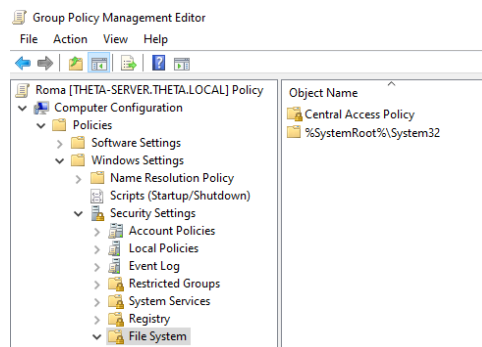 Group Policy Management Editor
File Action View Help
Roma [THETA-SERVER.THETA.LOCAL] Policy
Computer Configuration
Policies
Software Settings
Windows Settings
Name Resolution Policy
Scripts (Startup/Shutdown)
Security Settings
Account Policies
Local Policies
Event Log
Restricted Groups
System Services
Registry
File System
Object Name
Central Access Policy
%SystemRoot%\System32